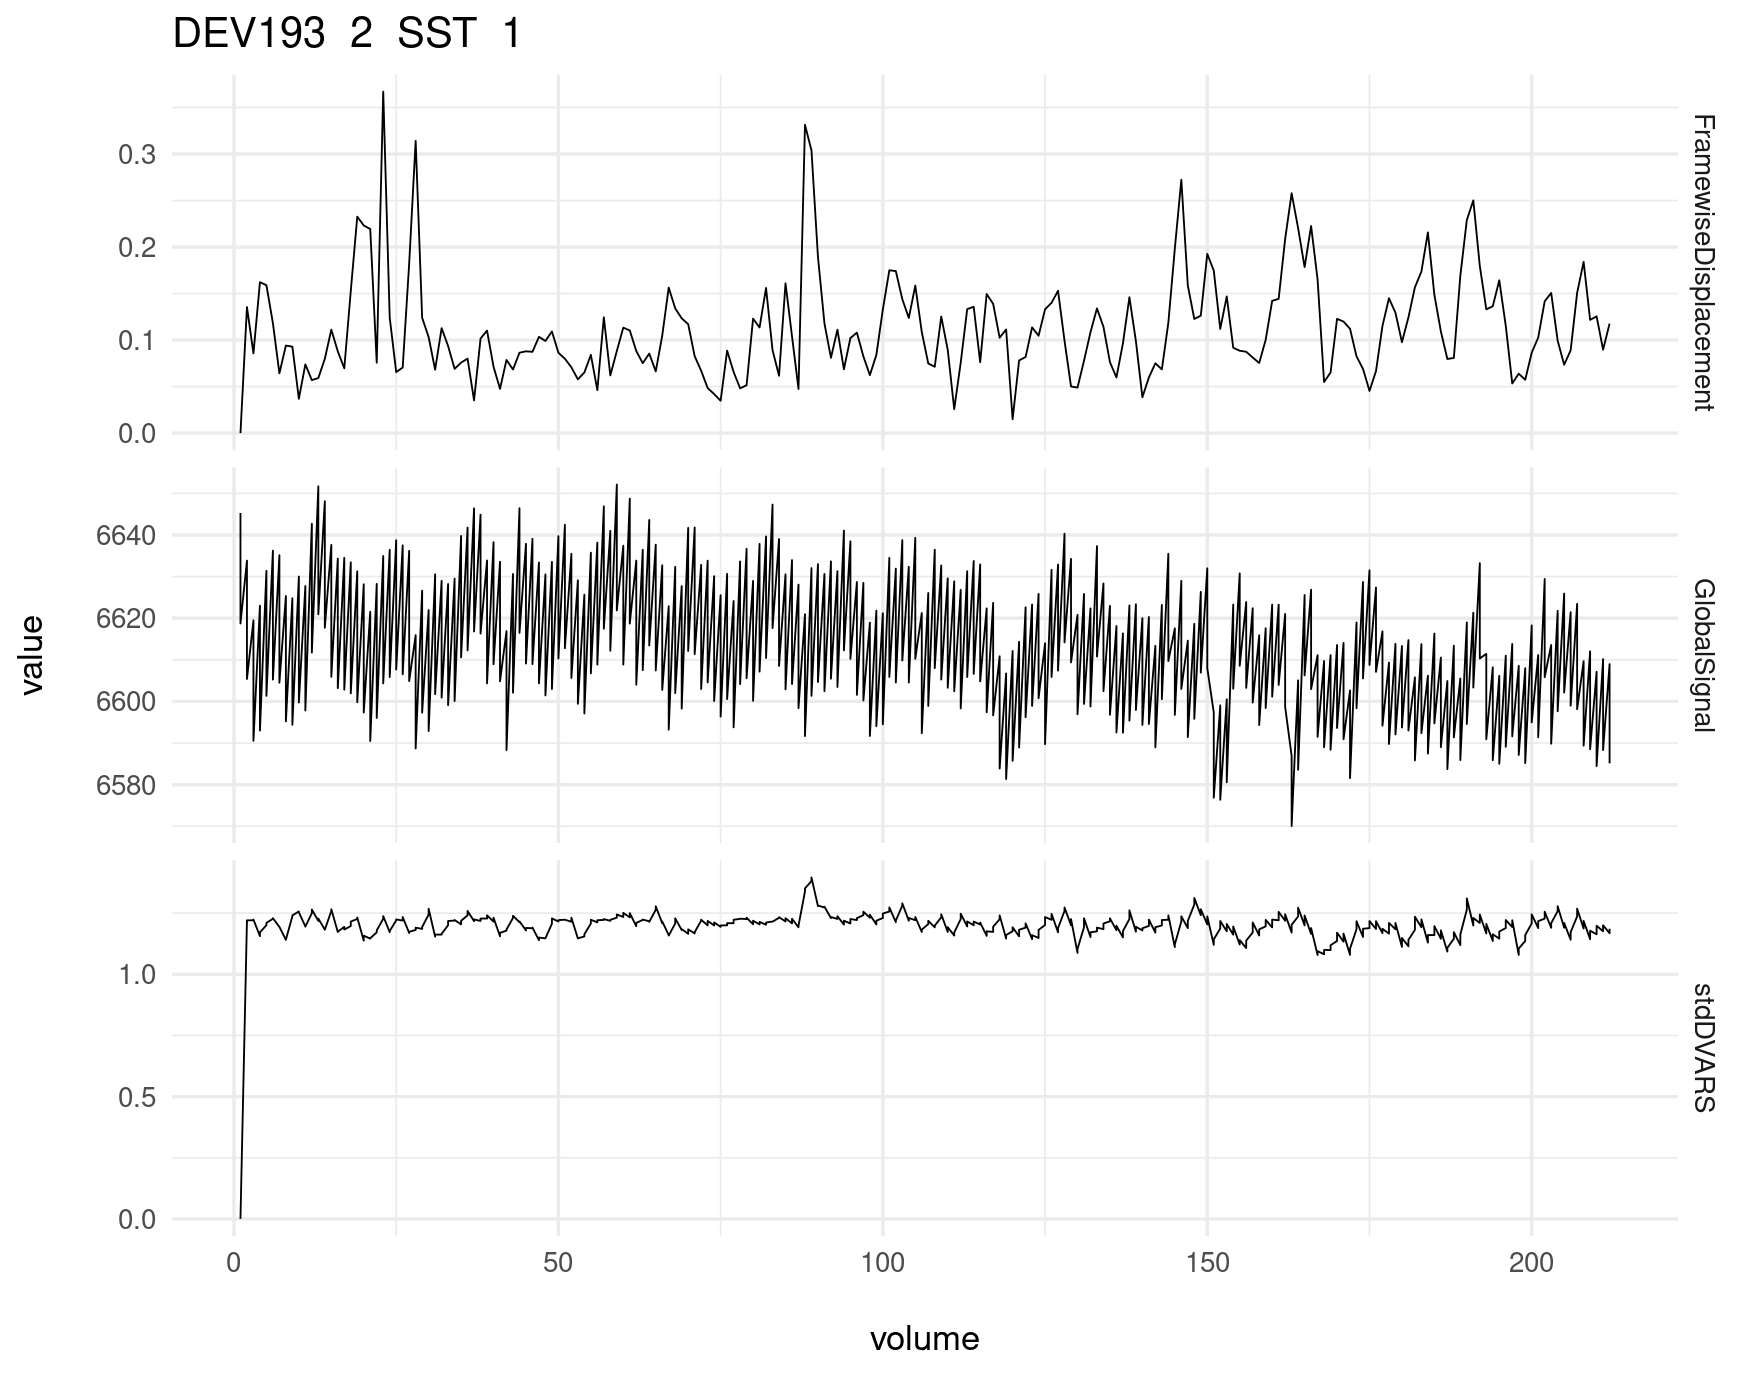 DEV193 2 SST 1
0.3
0.2
0.1
0.0
FramewiseDisplacement
6640
6620
6600
6580
GlobalSignal
value
1.0
0.5
0.0
stdDVARS
0 50 100 150 200
volume